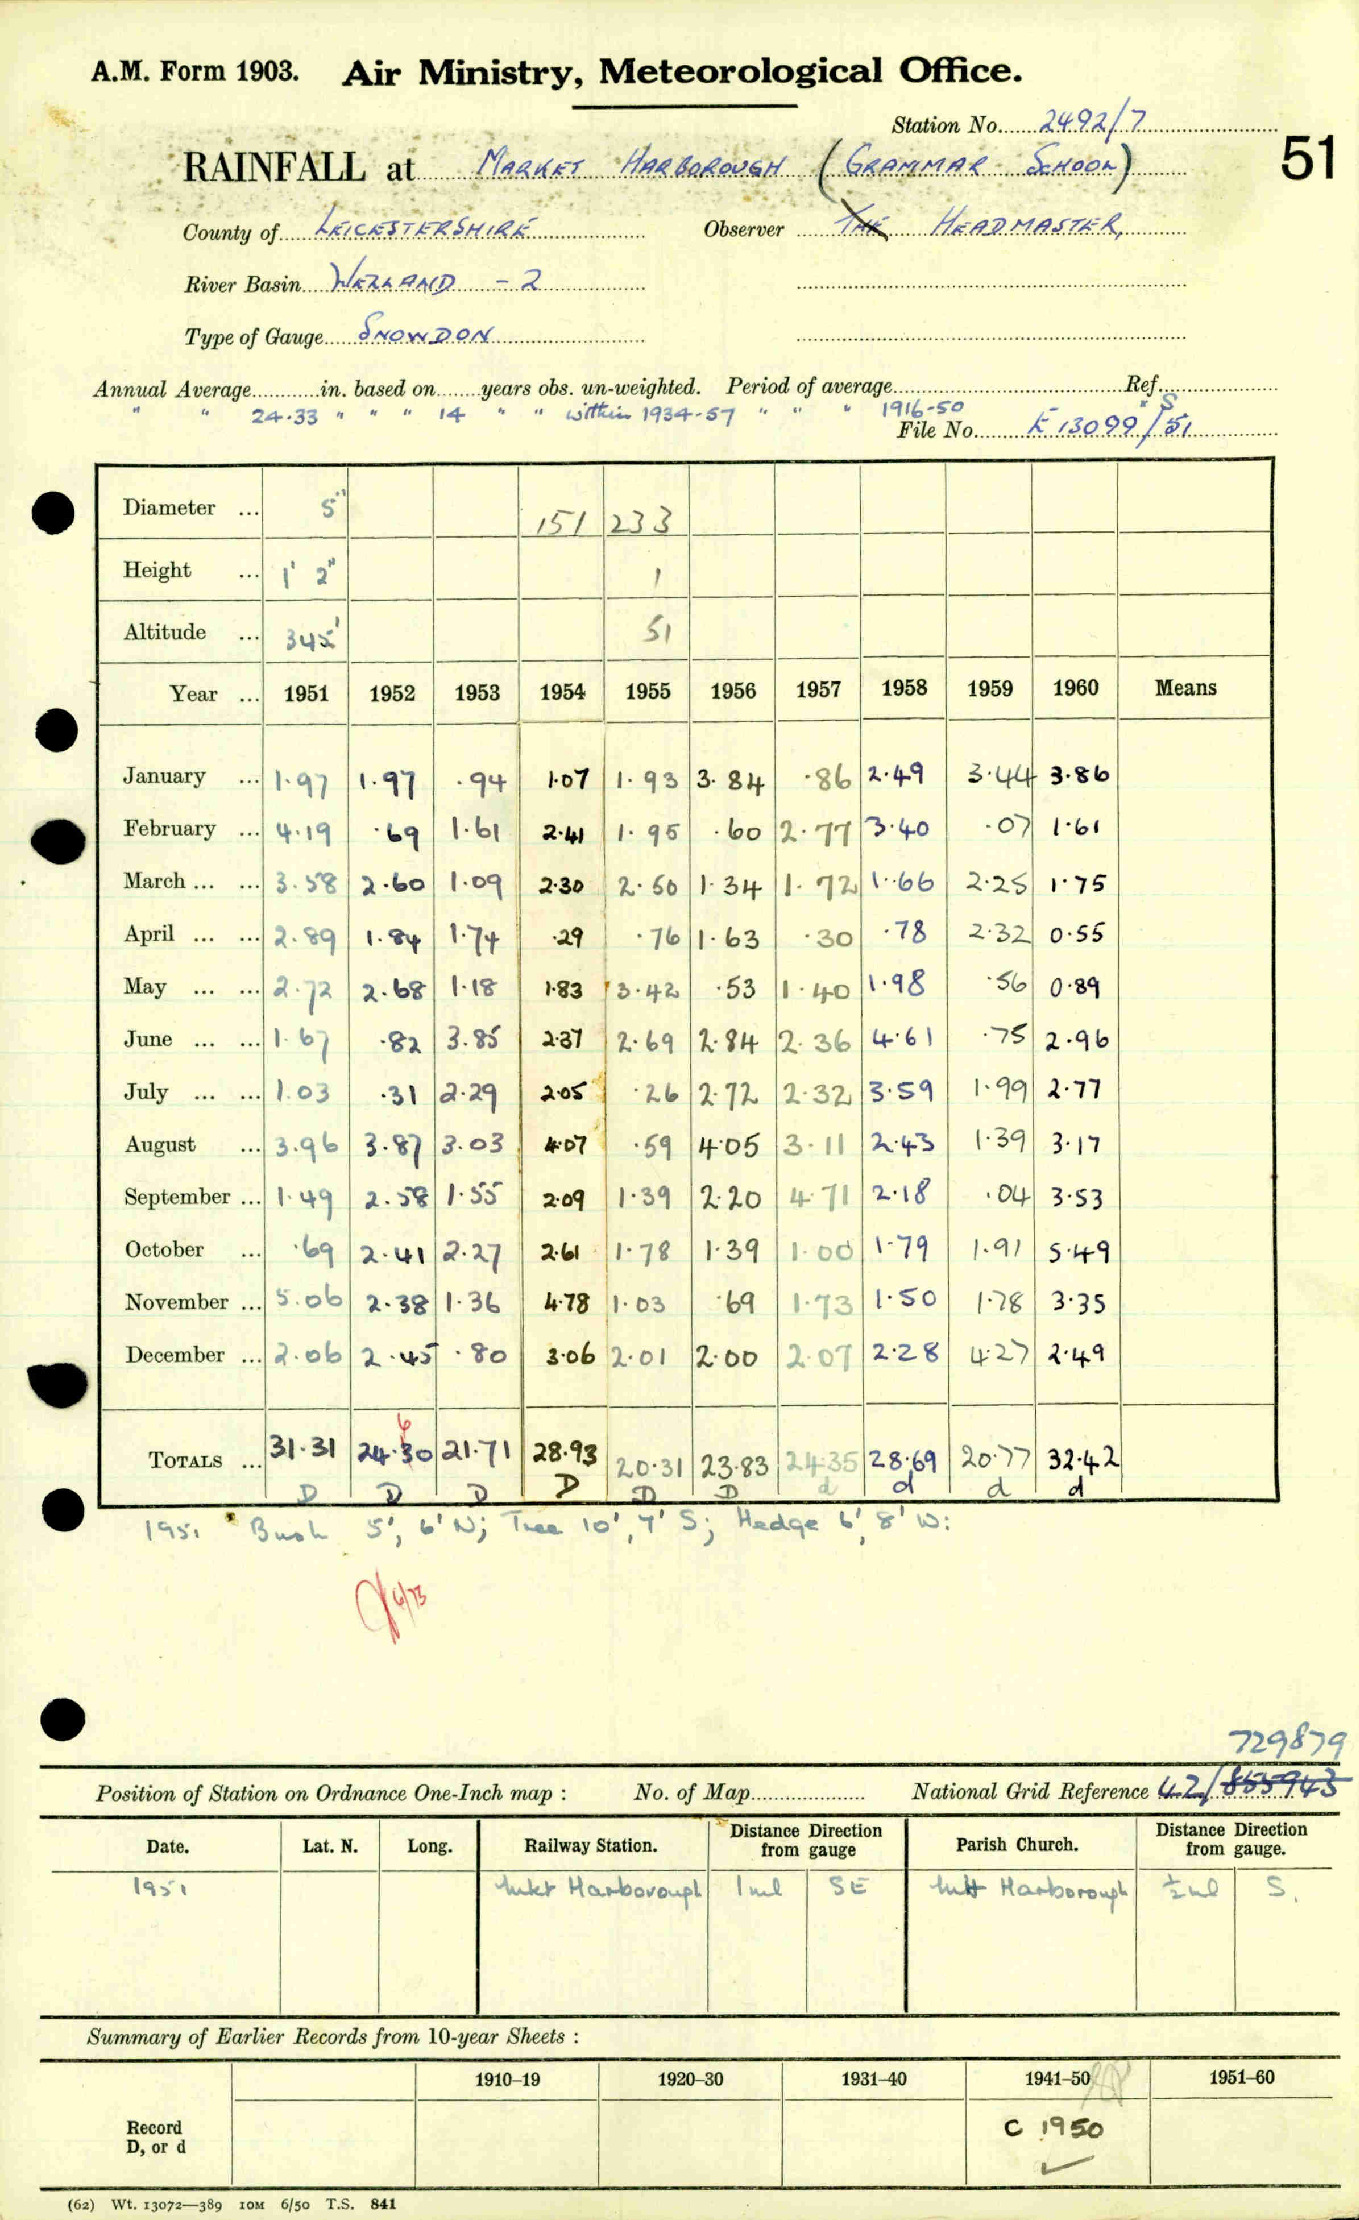 A.M. Form 1903. Air Ministry, Meteorological Office.
Station No. 2492/7
RAINFALL at MARKET HARBOROUGH (GRAMMAR SCHOOL) 51
County of LEICESTERSHIRE Observer THE HEADMASTER,
River Basin WELLAND - 2
Type of Gauge SNOWDON
Annual Average............in. based on........years obs. un-weighted. Period of average............Ref............
" " 24.33 " " " 14 " " within 1934-57 " " " 1916-50 " S
File No. E 13099/51
Diameter ... 5" 151 233
Height ... 1' 2" 1
Altitude ... 345' 51
Year ... 1951 1952 1953 1954 1955 1956 1957 1958 1959 1960 Means
January ... 1.97 1.97 .94 1.07 1.93 3.84 .86 2.49 3.44 3.86
February ... 4.19 .69 1.61 2.41 1.95 .60 2.77 3.40 .07 1.61
March ... ... 3.58 2.60 1.09 2.30 2.50 1.34 1.72 1.66 2.25 1.75
April ... ... 2.89 1.84 1.74 .29 .76 1.63 .30 .78 2.32 0.55
May ... ... 2.72 2.68 1.18 1.83 3.42 .53 1.40 1.98 .56 0.89
June ... ... 1.67 .82 3.85 2.37 2.69 2.84 2.36 4.61 .75 2.96
July ... ... 1.03 .31 2.29 2.05 .26 2.72 2.32 3.59 1.99 2.77
August ... 3.96 3.87 3.03 4.07 .59 4.05 3.11 2.43 1.39 3.17
September ... 1.49 2.58 1.55 2.09 1.39 2.20 4.71 2.18 .04 3.53
October ... .69 2.41 2.27 2.61 1.78 1.39 1.00 1.79 1.91 5.49
November ... 5.06 2.38 1.36 4.78 1.03 .69 1.73 1.50 1.78 3.35
December ... 2.06 2.45 .80 3.06 2.01 2.00 2.07 2.28 4.27 2.49
6
TOTALS ... 31.31 24.30 21.71 28.93 20.31 23.83 24.35 28.69 20.77 32.42
D D D D D D d d d d
1951 Bush 5', 6' N; Tree 10', 7' S; Hedge 6', 8' W:
6/73
729879
Position of Station on Ordnance One-Inch map : No. of Map............ National Grid Reference 42/855943
Date. Lat. N. Long. Railway Station. Distance from Direction gauge Parish Church. Distance from Direction gauge.
1951 Mkt Harborough 1 ml SE Mkt Harborough ½ ml S.
Summary of Earlier Records from 10-year Sheets :
1910–19 1920–30 1931–40 1941–50 1951–60
Record
D, or d
C 1950
(62) Wt. 13072—389 10M 6/50 T.S. 841